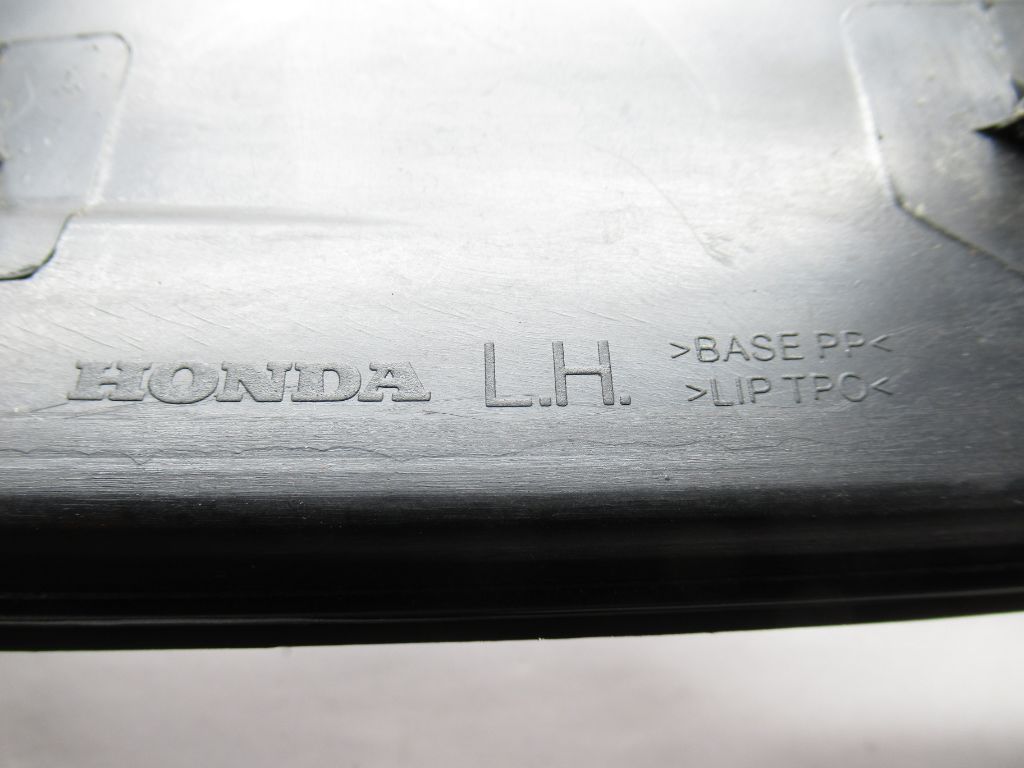 HONDA L.H. >BASE PP<
>LIP TPO<